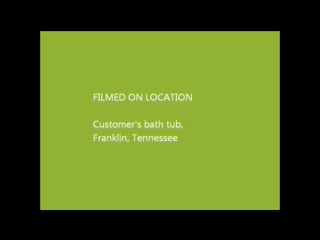 FILMED ON LOCATION
Customer's bath tub,
Franklin, Tennessee